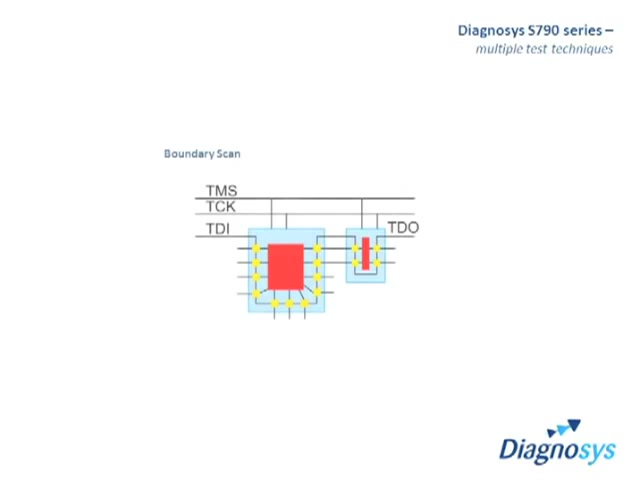 Diagnosys S790 series –
multiple test techniques
Boundary Scan
TMS
TCK
TDI
TDO
Diagnosys